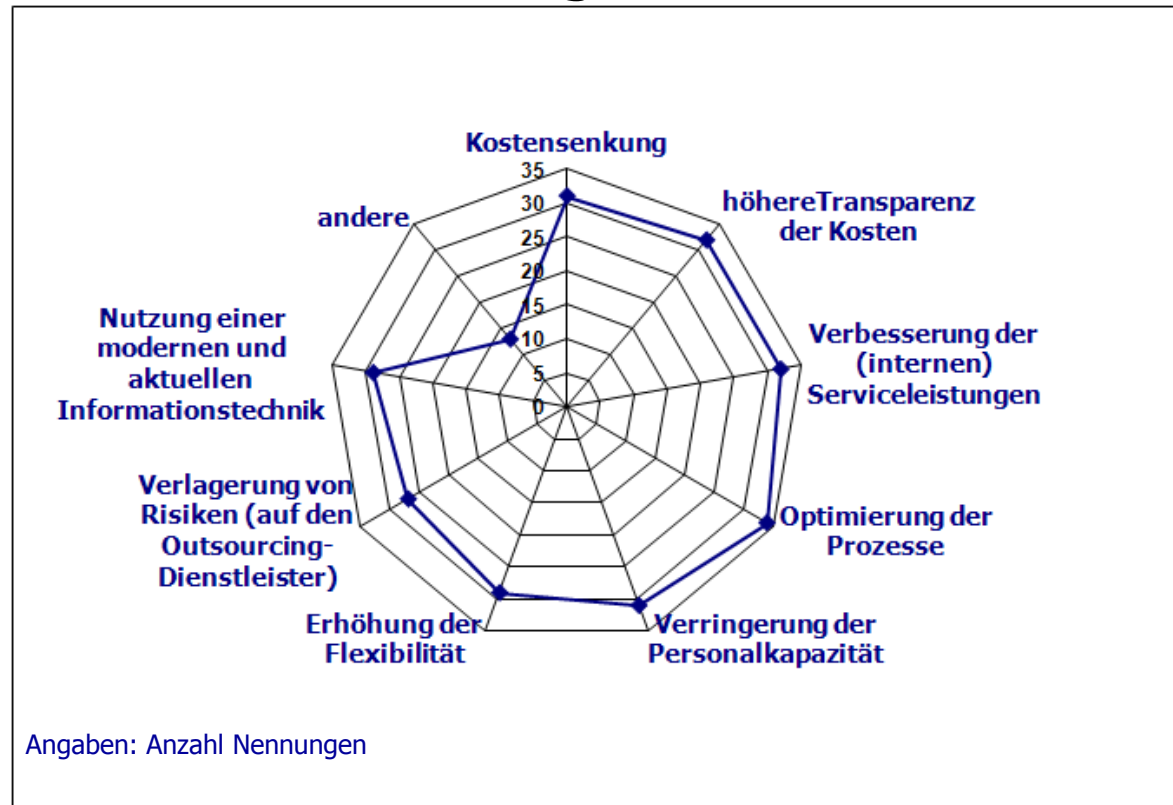 Kostensenkung
35
30
25
20
15
10
5
0
höhereTransparenz
der Kosten
Verbesserung der
(internen)
Serviceleistungen
Optimierung der
Prozesse
Verringerung der
Personalkapazität
Erhöhung der
Flexibilität
Verlagerung von
Risiken (auf den
Outsourcing-
Dienstleister)
Nutzung einer
modernen und
aktuellen
Informationstechnik
andere
Angaben: Anzahl Nennungen